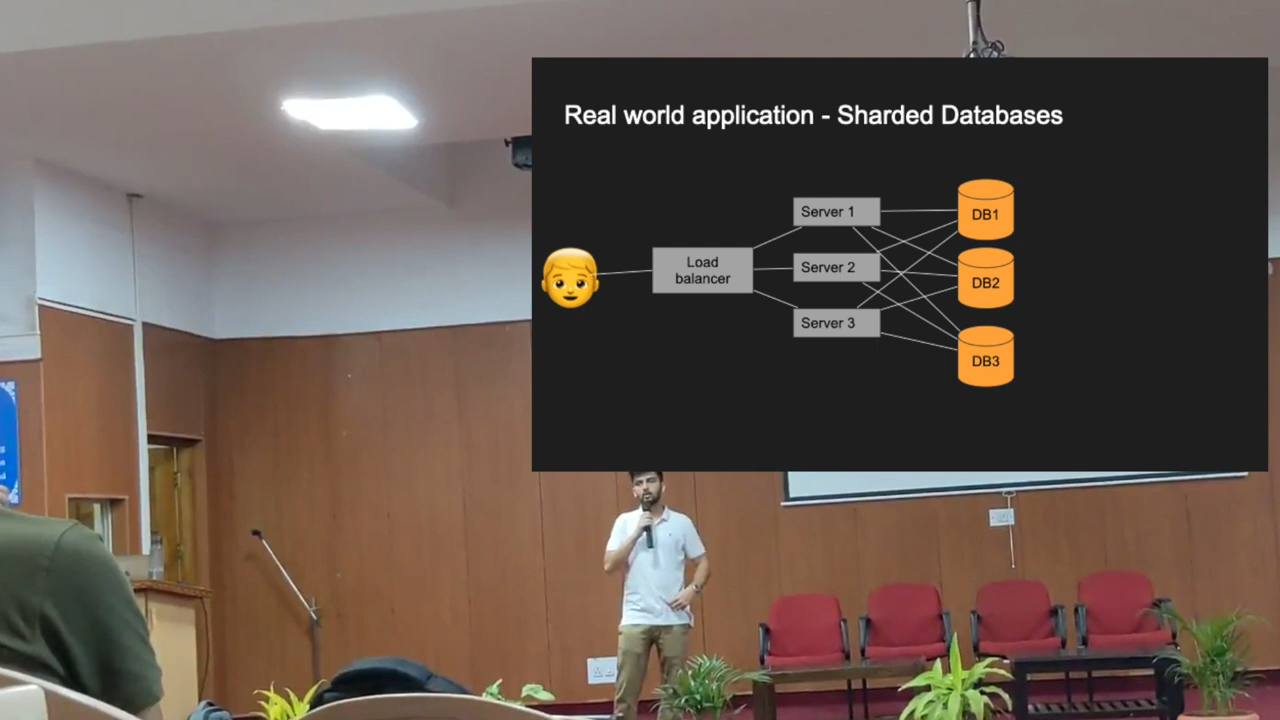 Real world application - Sharded Databases
Server 1
DB1
Load
balancer
Server 2
DB2
Server 3
DB3